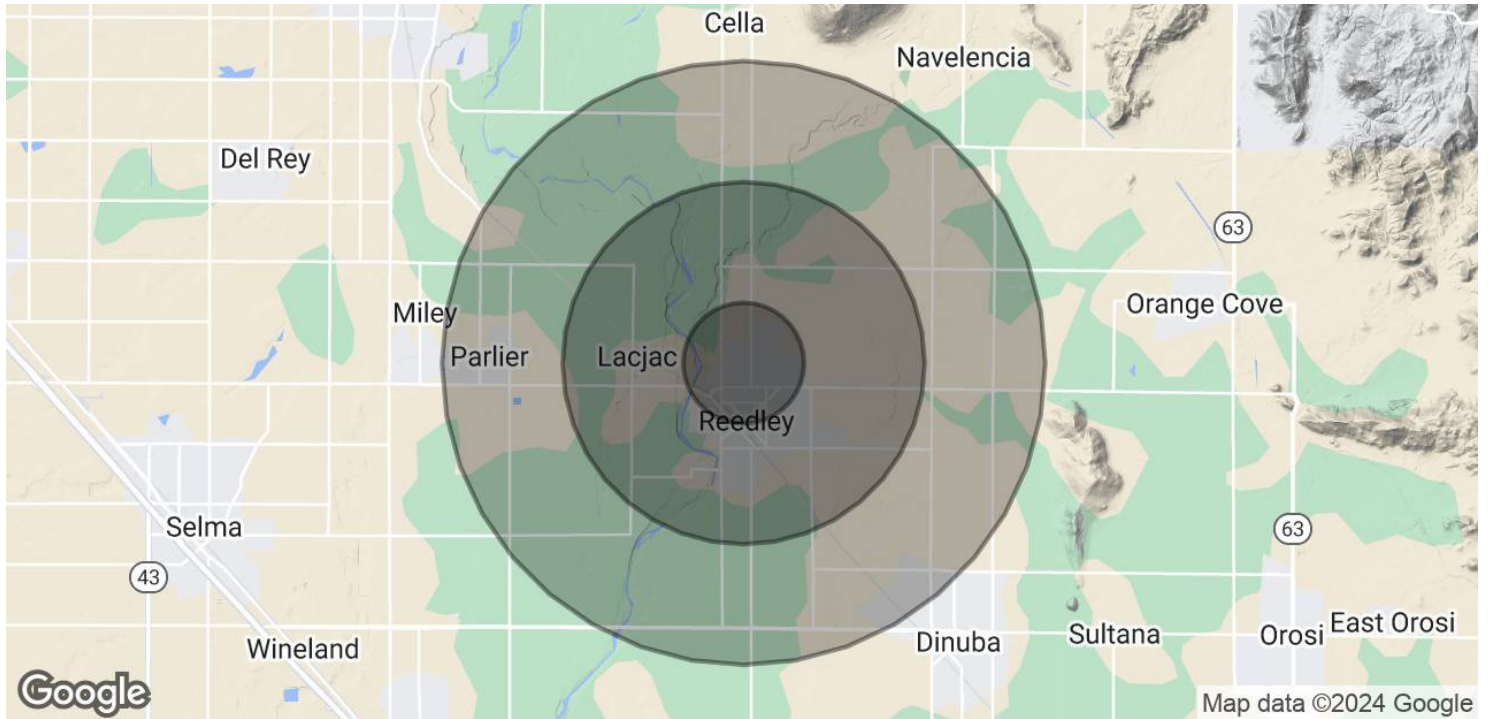 Cella
Navelencia
Del Rey
63
Orange Cove
Miley
Parlier
Lacjac
Reedley
Selma
63
43
Wineland
Dinuba
Sultana
Orosi
East Orosi
Google
Map data ©2024 Google